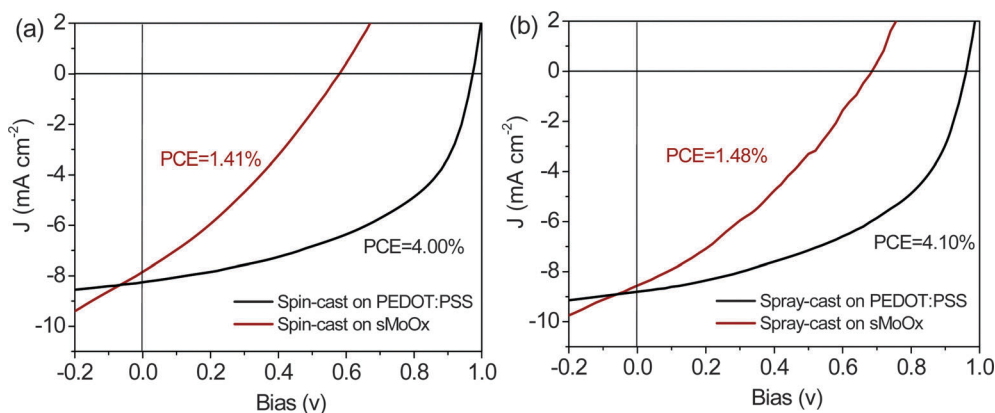 (a)
2
0
-2
-4
-6
-8
-10
J (mA cm⁻²)
PCE=1.41%
PCE=4.00%
Spin-cast on PEDOT:PSS
Spin-cast on sMoOx
-0.2 0.0 0.2 0.4 0.6 0.8 1.0
Bias (v)
(b)
2
0
-2
-4
-6
-8
-10
J (mA cm⁻²)
PCE=1.48%
PCE=4.10%
Spray-cast on PEDOT:PSS
Spray-cast on sMoOx
-0.2 0.0 0.2 0.4 0.6 0.8 1.0
Bias (v)